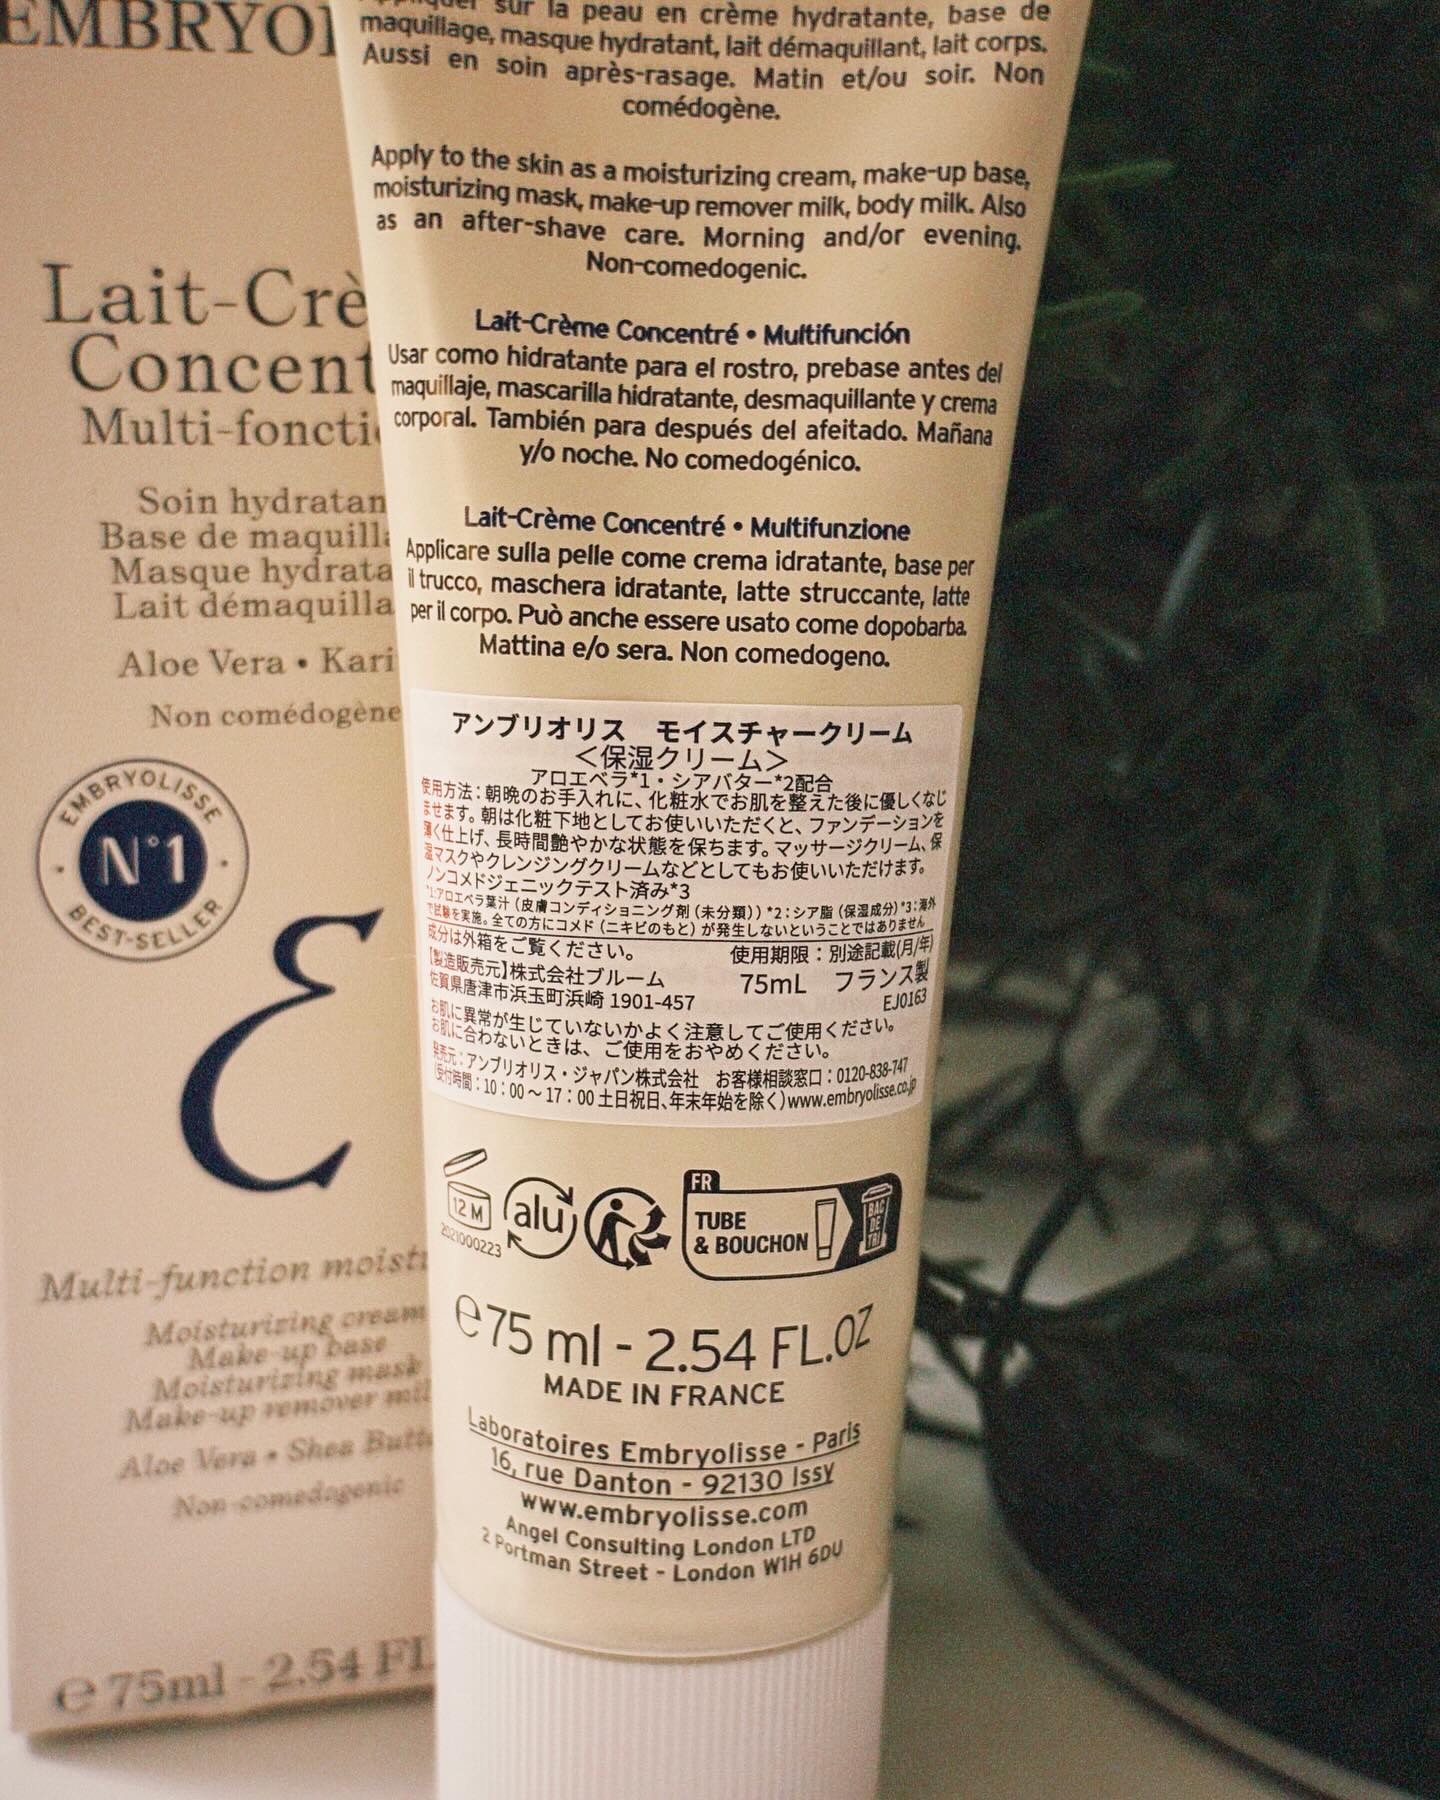 EMBRYO
Lait-Crè
Concent
Multi-foncti
Soin hydratan
Base de maquilla
Masque hydrata
Lait démaquilla
Aloe Vera • Kari
Non comédogène
EMBRYOLISSE
N°1
BEST-SELLER
Multi-function moist
Moisturizing cream
Make-up base
Moisturizing mask
Make-up remover mil
Aloe Vera • Shea Butt
Non-comedogenic
e 75ml - 2.54 FL
sur la peau en crème hydratante, base de
maquillage, masque hydratant, lait démaquillant, lait corps.
Aussi en soin après-rasage. Matin et/ou soir. Non
comédogène.
Apply to the skin as a moisturizing cream, make-up base,
moisturizing mask, make-up remover milk, body milk. Also
as an after-shave care. Morning and/or evening.
Non-comedogenic.
Lait-Crème Concentré • Multifunción
Usar como hidratante para el rostro, prebase antes del
maquillaje, mascarilla hidratante, desmaquillante y crema
corporal. También para después del afeitado. Mañana
y/o noche. No comedogénico.
Lait-Crème Concentré • Multifunzione
Applicare sulla pelle come crema idratante, base per
il trucco, maschera idratante, latte struccante, latte
per il corpo. Può anche essere usato come dopobarba.
Mattina e/o sera. Non comedogeno.
アンブリオリス　モイスチャークリーム
＜保湿クリーム＞
アロエベラ*1・シアバター*2配合
使用方法：朝晩のお手入れに、化粧水でお肌を整えた後に優しくなじ
ませます。朝は化粧下地としてお使いいただくと、ファンデーションを
薄く仕上げ、長時間艶やかな状態を保ちます。マッサージクリーム、保
湿マスクやクレンジングクリームなどとしてもお使いいただけます。
ノンコメドジェニックテスト済み*3
*1:アロエベラ葉汁（皮膚コンディショニング剤（未分類））*2：シア脂（保湿成分）*3：海外
で試験を実施。全ての方にコメド（ニキビのもと）が発生しないということではありません
成分は外箱をご覧ください。　使用期限：別途記載(月/年)
【製造販売元】株式会社ブルーム　75mL　フランス製
佐賀県唐津市浜玉町浜崎 1901-457　EJ0163
お肌に異常が生じていないかよく注意してご使用ください。
お肌に合わないときは、ご使用をおやめください。
発売元：アンブリオリス・ジャパン株式会社　お客様相談窓口：0120-838-747
(受付時間：10：00～17：00 土日祝日、年末年始を除く)www.embryolisse.co.jp
12 M
2021000223
alu
FR
TUBE
& BOUCHON
BAC
DE
TRI
e 75 ml - 2.54 FL.OZ
MADE IN FRANCE
Laboratoires Embryolisse - Paris
16, rue Danton - 92130 Issy
www.embryolisse.com
Angel Consulting London LTD
2 Portman Street - London W1H 6DU